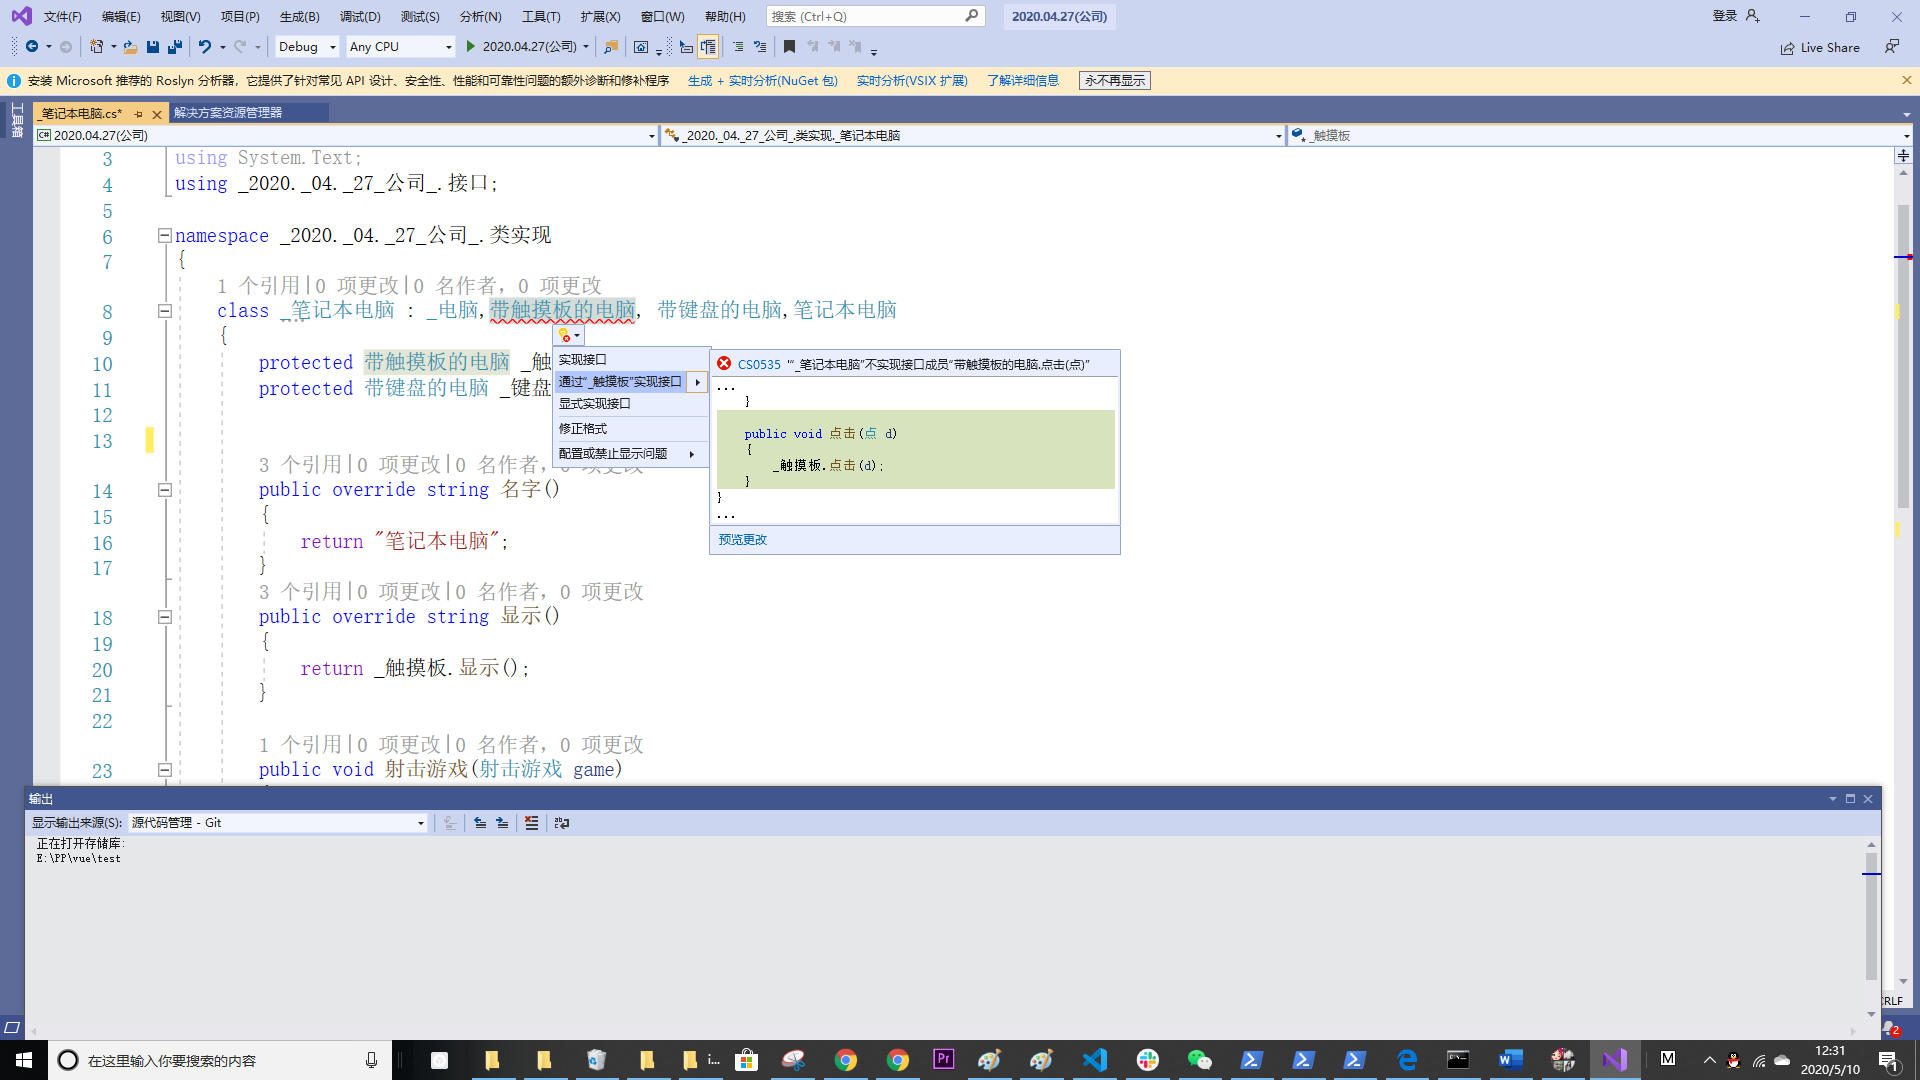 文件(F) 编辑(E) 视图(V) 项目(P) 生成(B) 调试(D) 测试(S) 分析(N) 工具(T) 扩展(X) 窗口(W) 帮助(H) 搜索 (Ctrl+Q) 2020.04.27(公司) 登录
Debug Any CPU 2020.04.27(公司) Live Share
安装 Microsoft 推荐的 Roslyn 分析器，它提供了针对常见 API 设计、安全性、性能和可靠性问题的额外诊断和修补程序 生成 + 实时分析(NuGet 包) 实时分析(VSIX 扩展) 了解详细信息 永不再显示
工具箱
_笔记本电脑.cs* 解决方案资源管理器
C# 2020.04.27(公司) _2020._04._27_公司_.类实现._笔记本电脑 _触摸板
3 using System.Text;
4 using _2020._04._27_公司_.接口;
5
6 namespace _2020._04._27_公司_.类实现
7 {
1 个引用|0 项更改|0 名作者，0 项更改
8 class _笔记本电脑 : _电脑,带触摸板的电脑, 带键盘的电脑,笔记本电脑
9 {
10 protected 带触摸板的电脑 _触
11 protected 带键盘的电脑 _键盘
12
13
3 个引用|0 项更改|0 名作者，0 项更改
14 public override string 名字()
15 {
16 return "笔记本电脑";
17 }
3 个引用|0 项更改|0 名作者，0 项更改
18 public override string 显示()
19 {
20 return _触摸板.显示();
21 }
22
1 个引用|0 项更改|0 名作者，0 项更改
23 public void 射击游戏(射击游戏 game)
实现接口
通过"_触摸板"实现接口
显式实现接口
修正格式
配置或禁止显示问题
CS0535 "“_笔记本电脑”不实现接口成员“带触摸板的电脑.点击(点)”
...
}
public void 点击(点 d)
{
_触摸板.点击(d);
}
}
...
预览更改
输出
显示输出来源(S): 源代码管理 - Git
正在打开存储库:
E:\PP\vue\test
CRLF
2
在这里输入你要搜索的内容
i...
Pr
M
12:31
2020/5/10
1